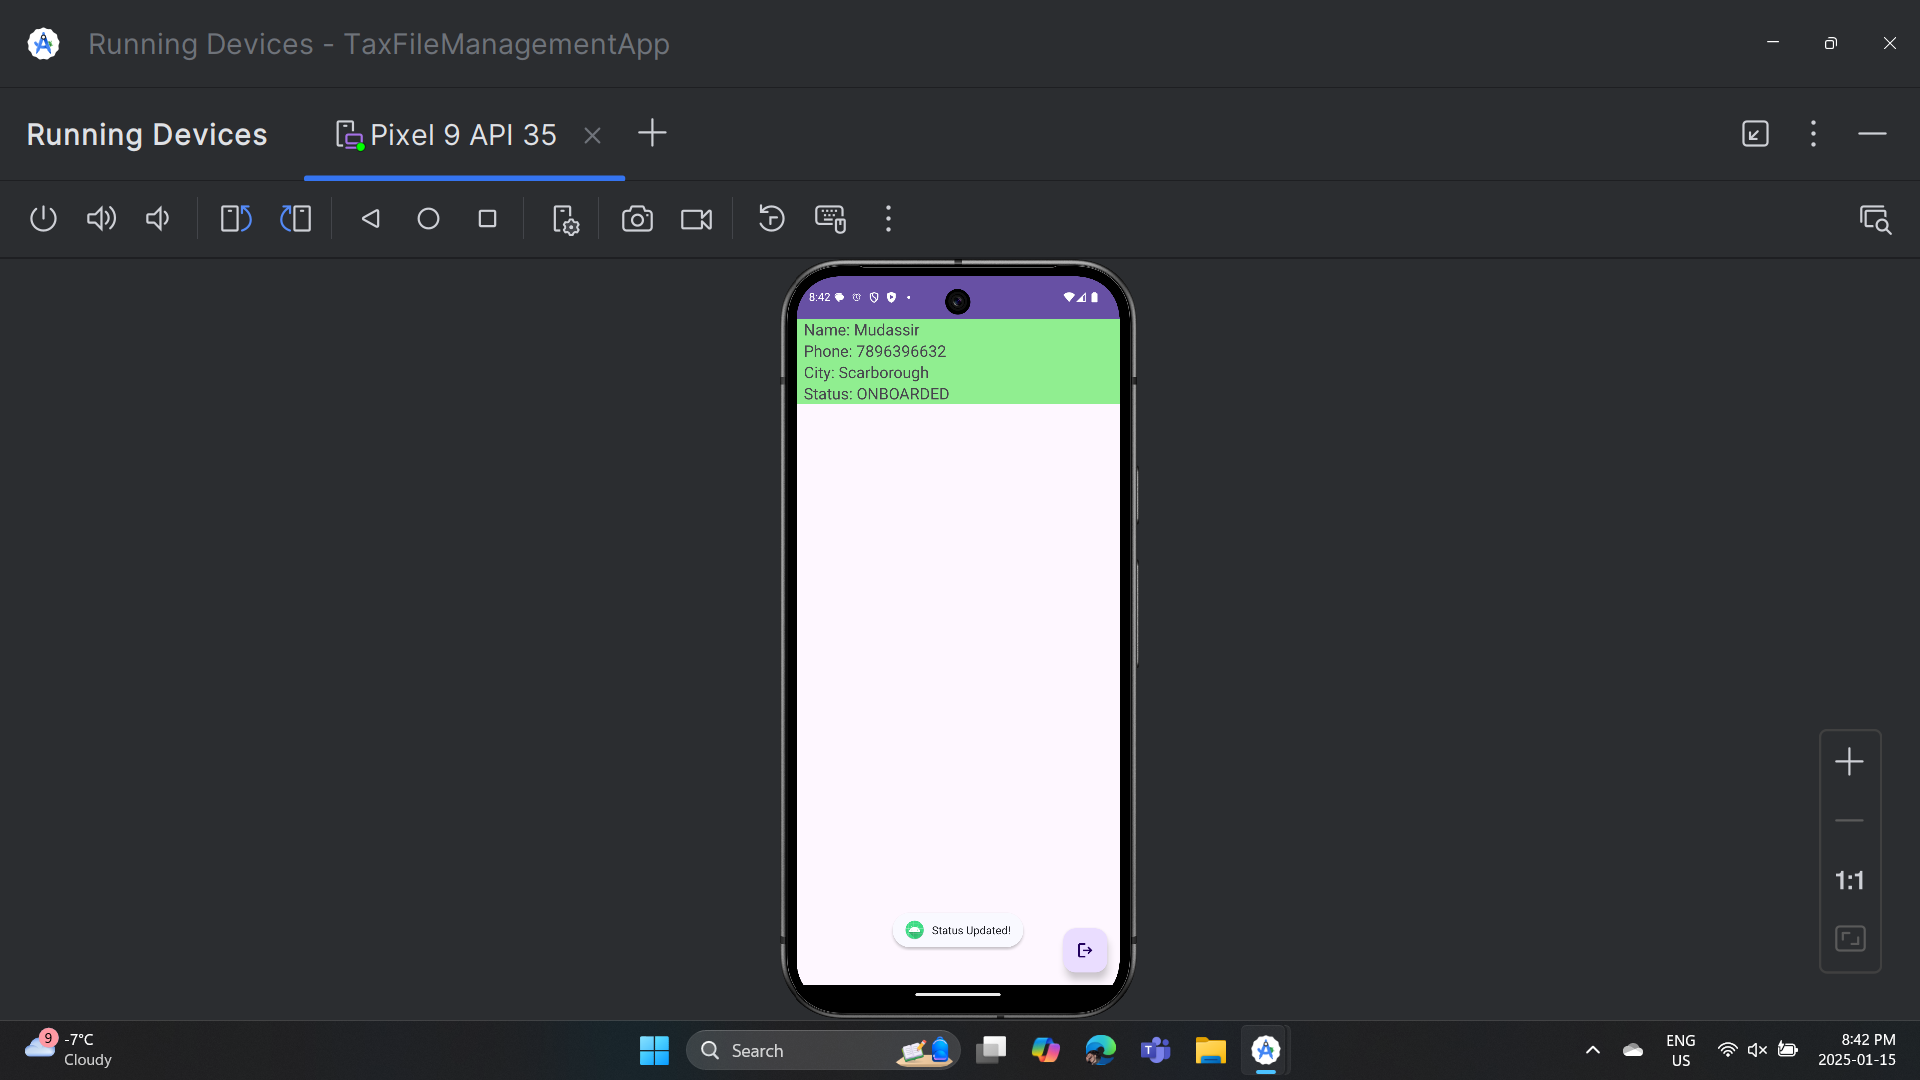 Running Devices - TaxFileManagementApp
Running Devices
Pixel 9 API 35
8:42
Name: Mudassir
Phone: 7896396632
City: Scarborough
Status: ONBOARDED
Status Updated!
1:1
9
-7°C
Cloudy
Search
T
ENG
US
8:42 PM
2025-01-15